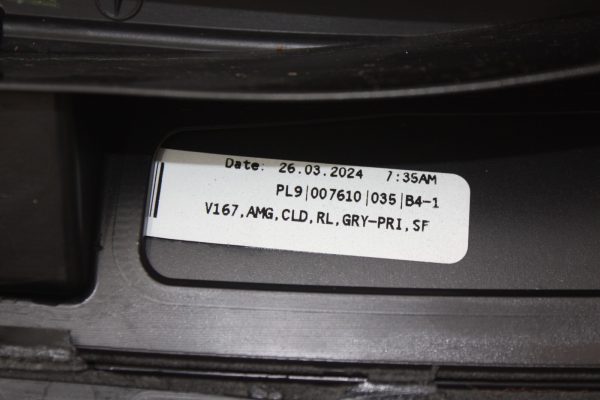 Date: 26.03.2024 7:35AM
PL9|007610|035|B4-1
V167,AMG,CLD,RL,GRY-PRI,SF